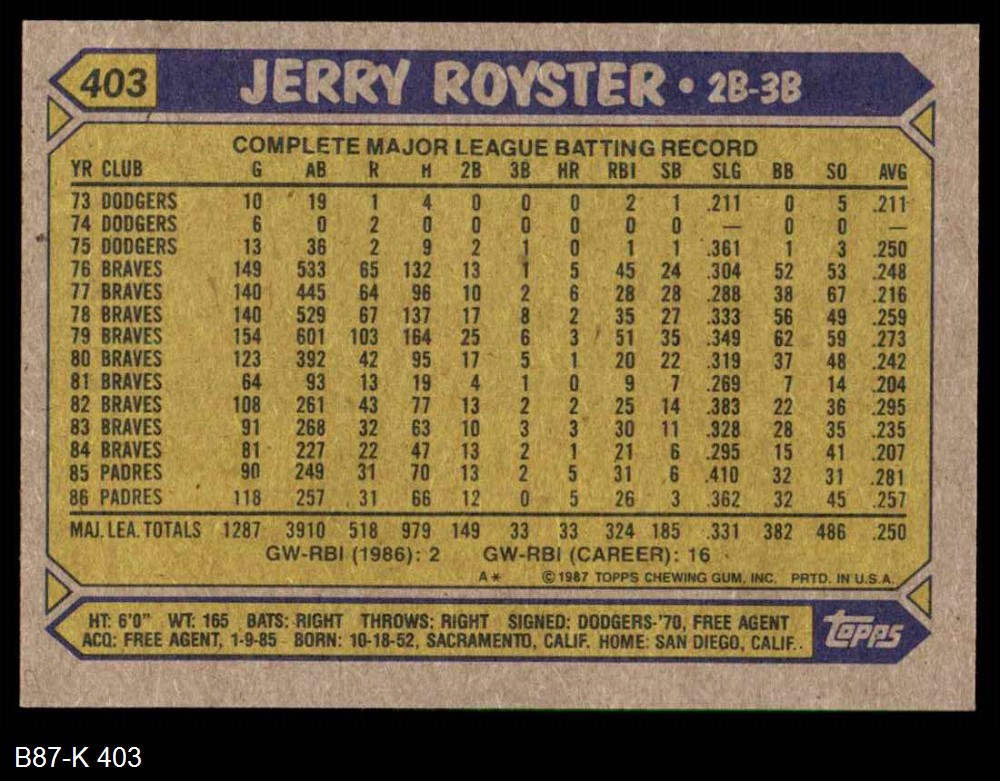 403 JERRY ROYSTER • 2B-3B
COMPLETE MAJOR LEAGUE BATTING RECORD
YR CLUB G AB R H 2B 3B HR RBI SB SLG BB SO AVG
73 DODGERS 10 19 1 4 0 0 0 2 1 .211 0 5 .211
74 DODGERS 6 0 2 0 0 0 0 0 0 — 0 0 —
75 DODGERS 13 36 2 9 2 1 0 1 1 .361 1 3 .250
76 BRAVES 149 533 65 132 13 1 5 45 24 .304 52 53 .248
77 BRAVES 140 445 64 96 10 2 6 28 28 .288 38 67 .216
78 BRAVES 140 529 67 137 17 8 2 35 27 .333 56 49 .259
79 BRAVES 154 601 103 164 25 6 3 51 35 .349 62 59 .273
80 BRAVES 123 392 42 95 17 5 1 20 22 .319 37 48 .242
81 BRAVES 64 93 13 19 4 1 0 9 7 .269 7 14 .204
82 BRAVES 108 261 43 77 13 2 2 25 14 .383 22 36 .295
83 BRAVES 91 268 32 63 10 3 3 30 11 .328 28 35 .235
84 BRAVES 81 227 22 47 13 2 1 21 6 .295 15 41 .207
85 PADRES 90 249 31 70 13 2 5 31 6 .410 32 31 .281
86 PADRES 118 257 31 66 12 0 5 26 3 .362 32 45 .257
MAJ. LEA. TOTALS 1287 3910 518 979 149 33 33 324 185 .331 382 486 .250
GW-RBI (1986): 2 GW-RBI (CAREER): 16
A* © 1987 TOPPS CHEWING GUM, INC. PRTD. IN U.S.A.
HT: 6'0" WT: 165 BATS: RIGHT THROWS: RIGHT SIGNED: DODGERS-'70, FREE AGENT
ACQ: FREE AGENT, 1-9-85 BORN: 10-18-52, SACRAMENTO, CALIF. HOME: SAN DIEGO, CALIF.
topps
B87-K 403